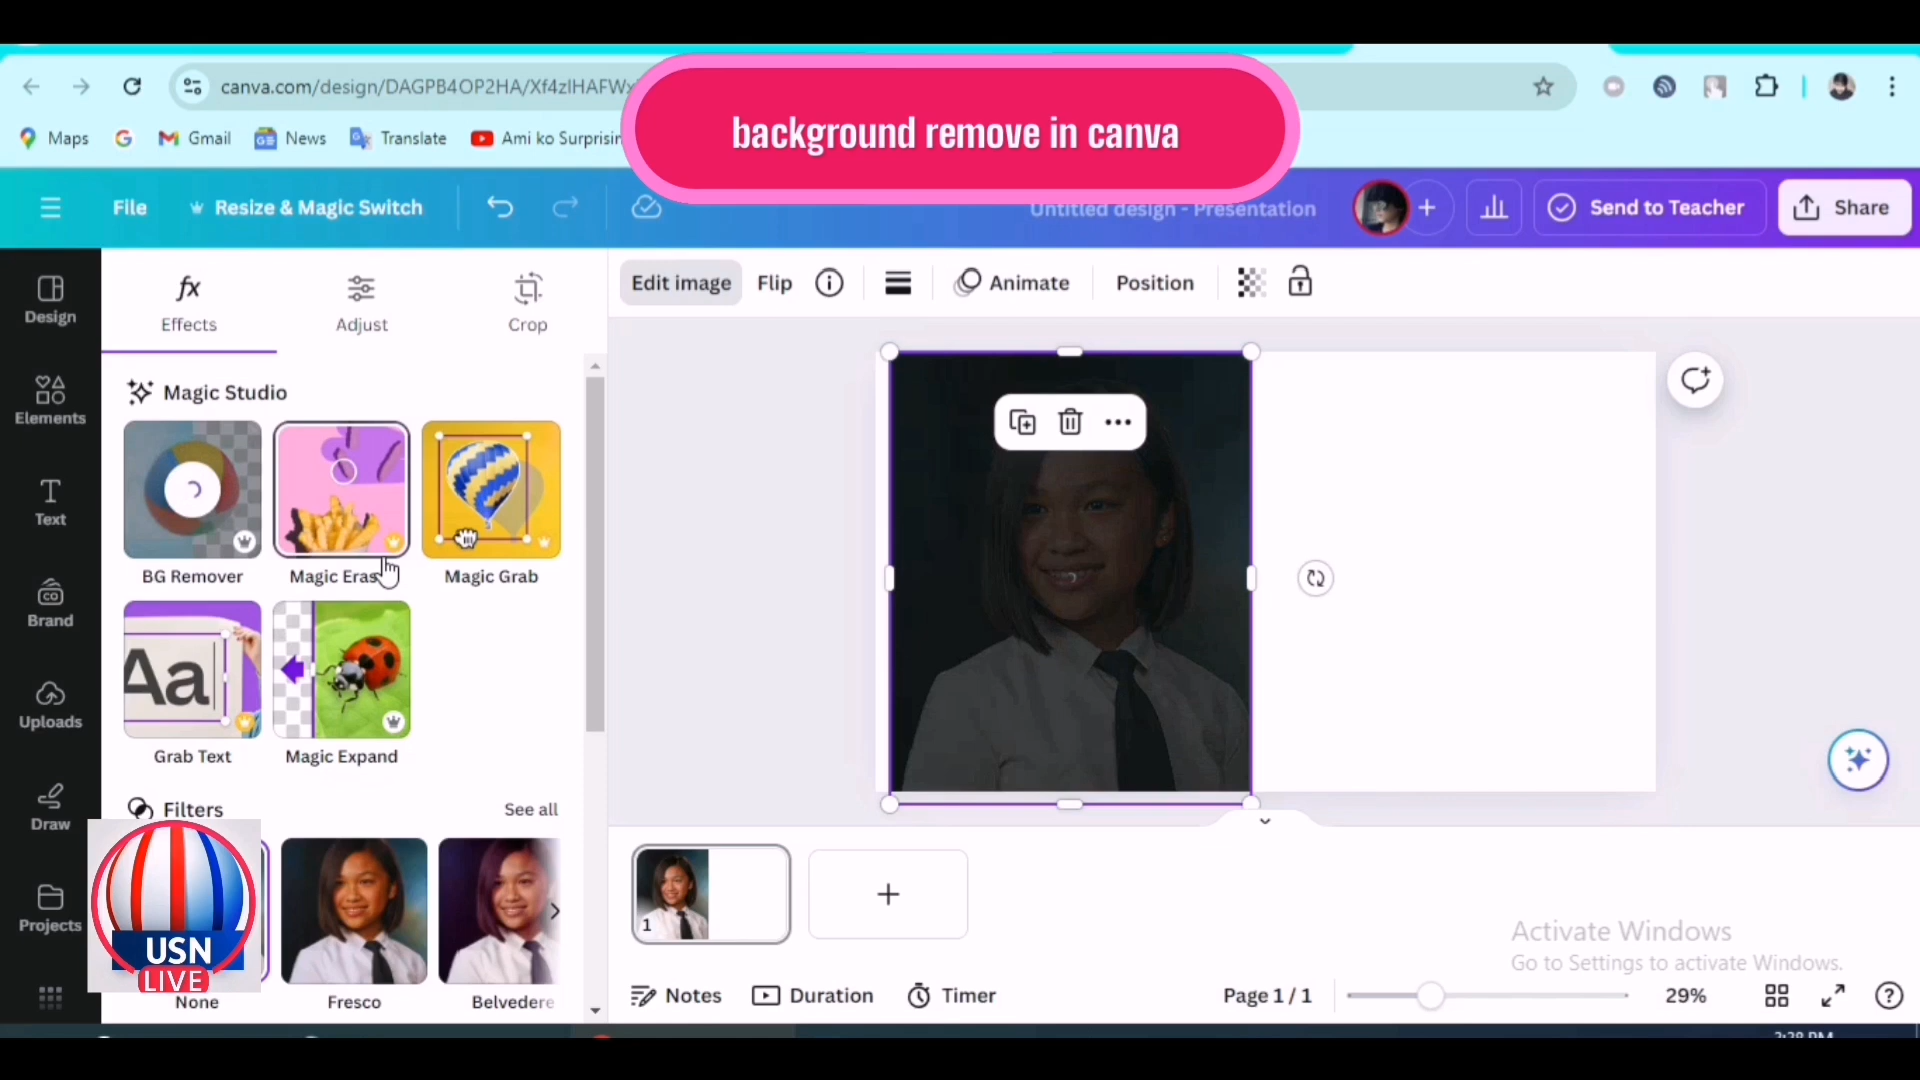 background remove in canva
canva.com/design/DAGPB4OP2HA/Xf4zlHAFWx
Maps
Gmail
News
Translate
Ami ko Surprisin
File
Resize & Magic Switch
Untitled design - Presentation
+
Send to Teacher
Share
fx
Effects
Adjust
Crop
Edit image
Flip
Animate
Position
Design
Elements
Text
Brand
Uploads
Draw
Projects
Magic Studio
BG Remover
Magic Eras
Magic Grab
Aa
Grab Text
Magic Expand
Filters
See all
None
Fresco
Belvedere
USN
LIVE
1
+
Activate Windows
Go to Settings to activate Windows.
Notes
Duration
Timer
Page 1 / 1
29%